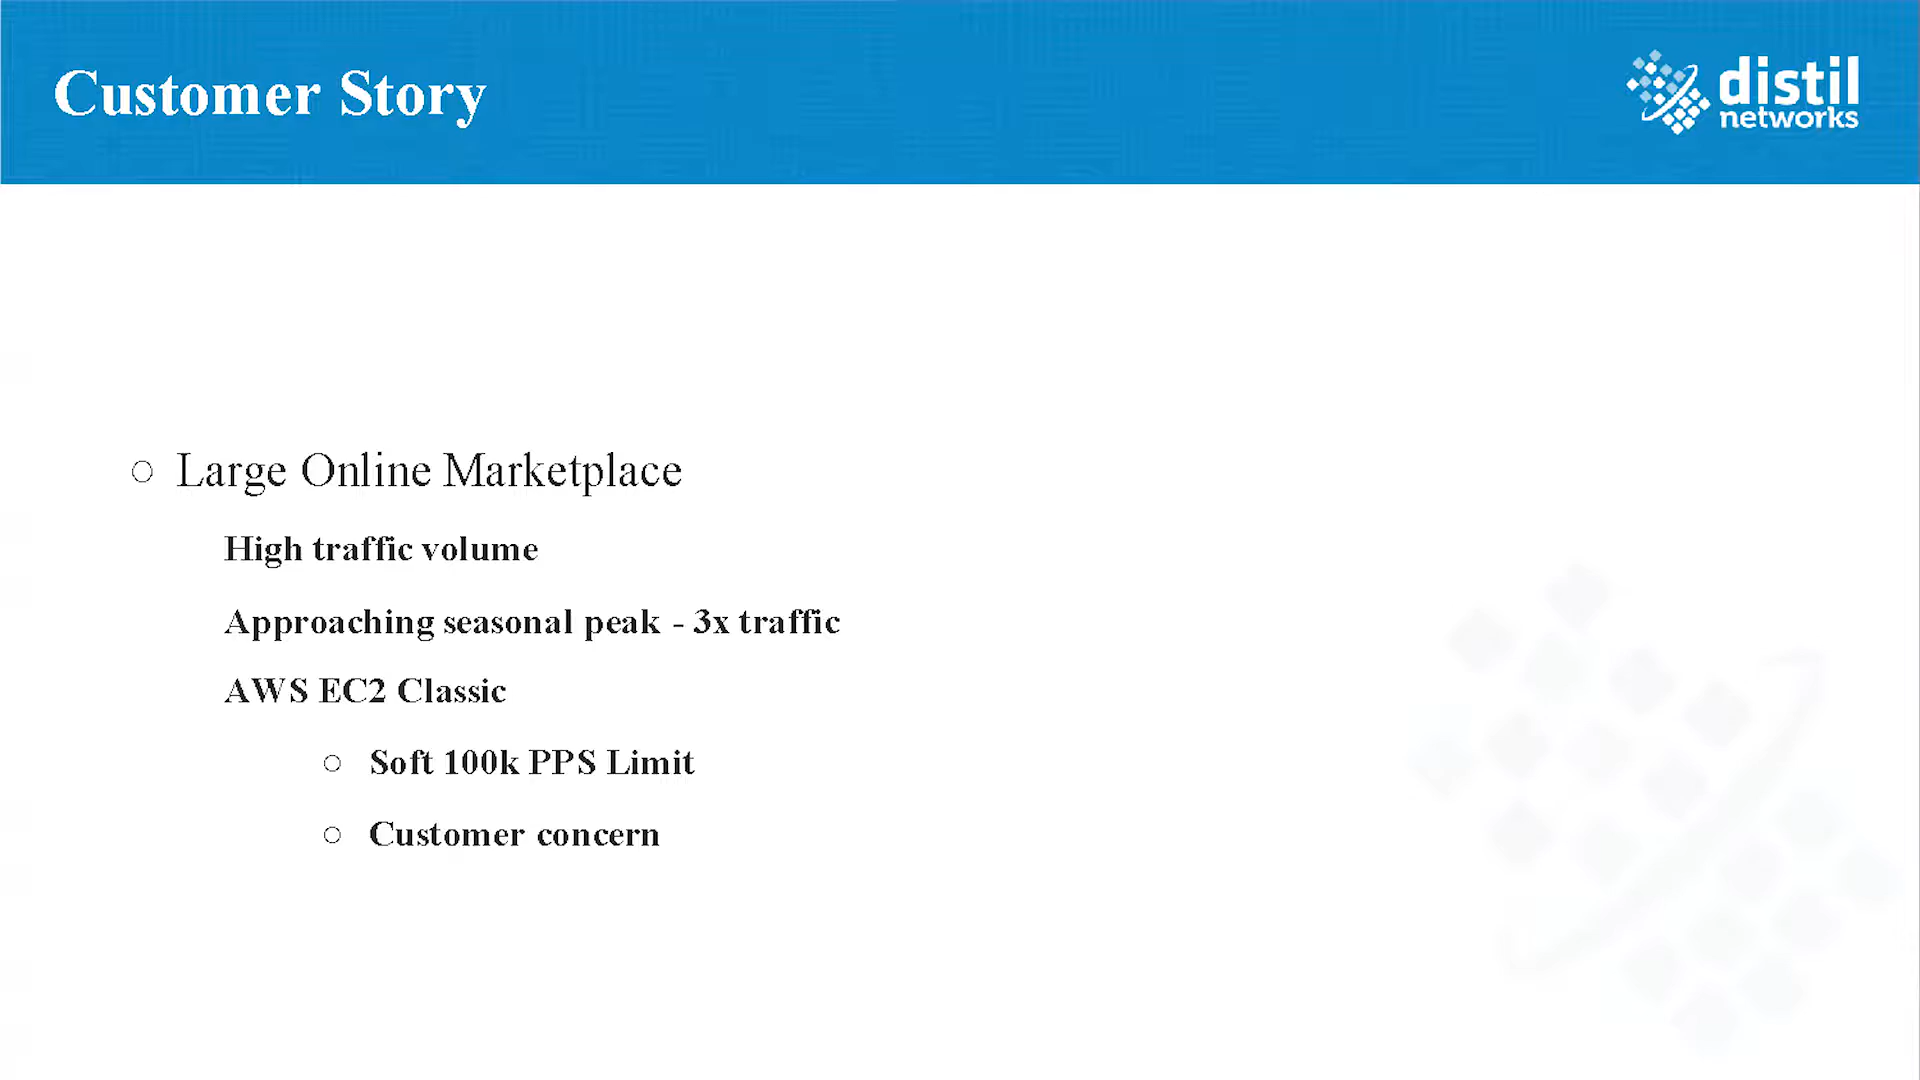 Customer Story
distil
networks
○ Large Online Marketplace
High traffic volume
Approaching seasonal peak - 3x traffic
AWS EC2 Classic
○ Soft 100k PPS Limit
○ Customer concern